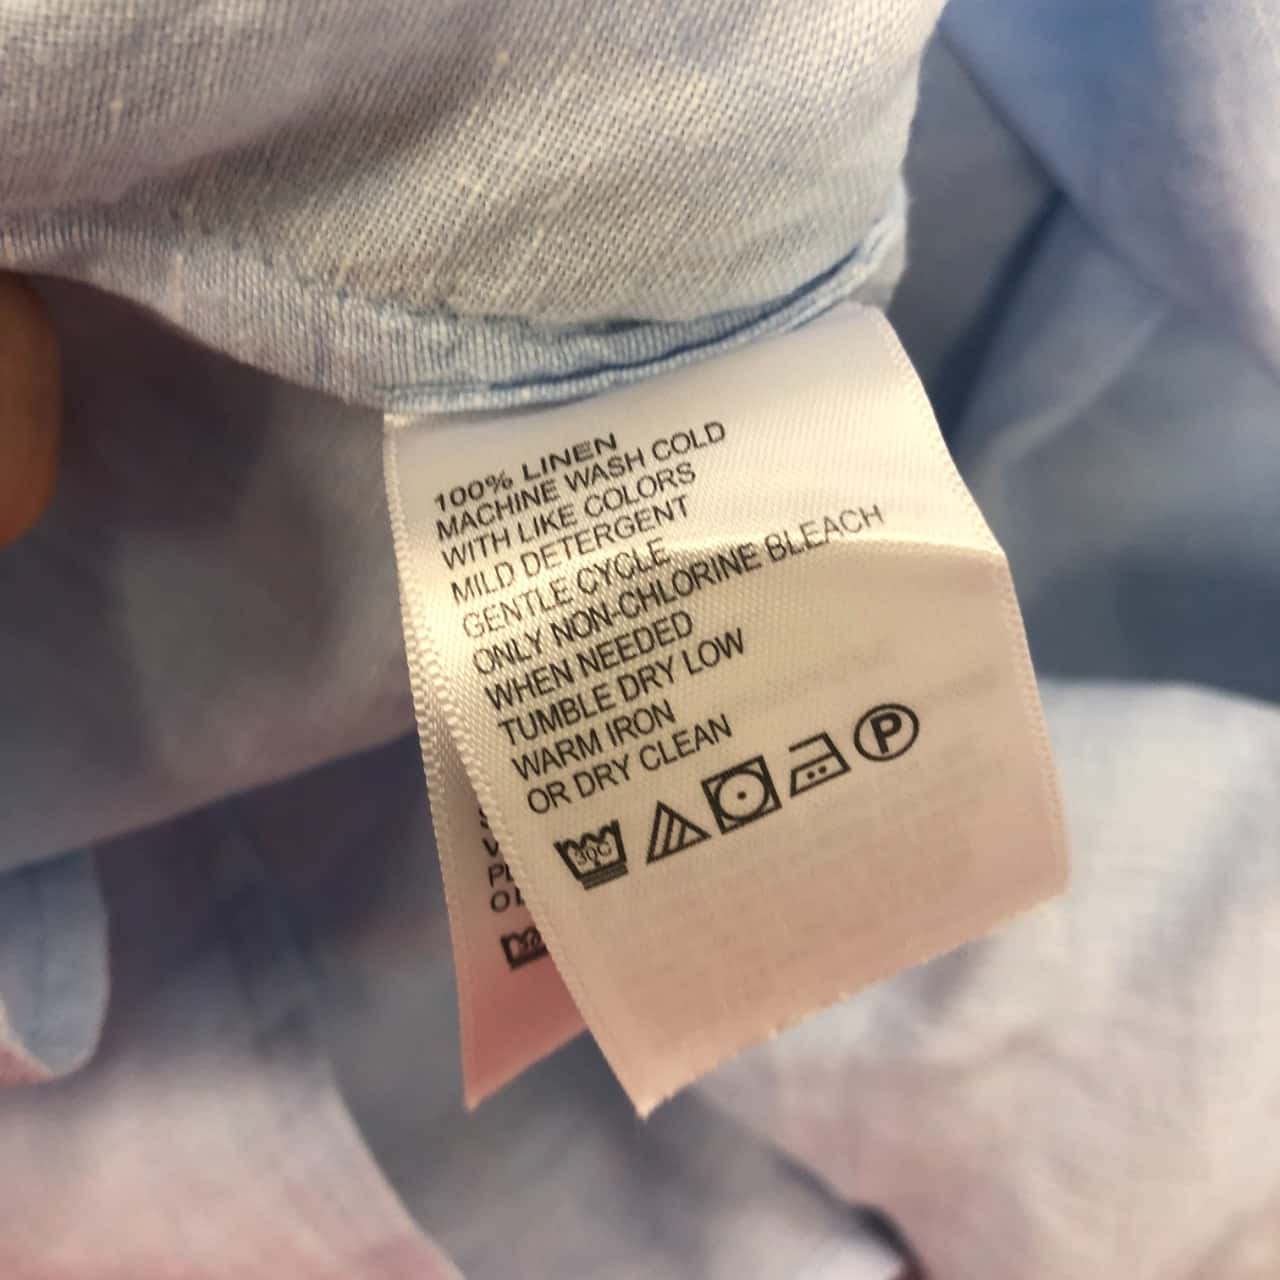 100% LINEN
MACHINE WASH COLD
WITH LIKE COLORS
MILD DETERGENT
GENTLE CYCLE
ONLY NON-CHLORINE BLEACH
WHEN NEEDED
TUMBLE DRY LOW
WARM IRON
OR DRY CLEAN
30C
P